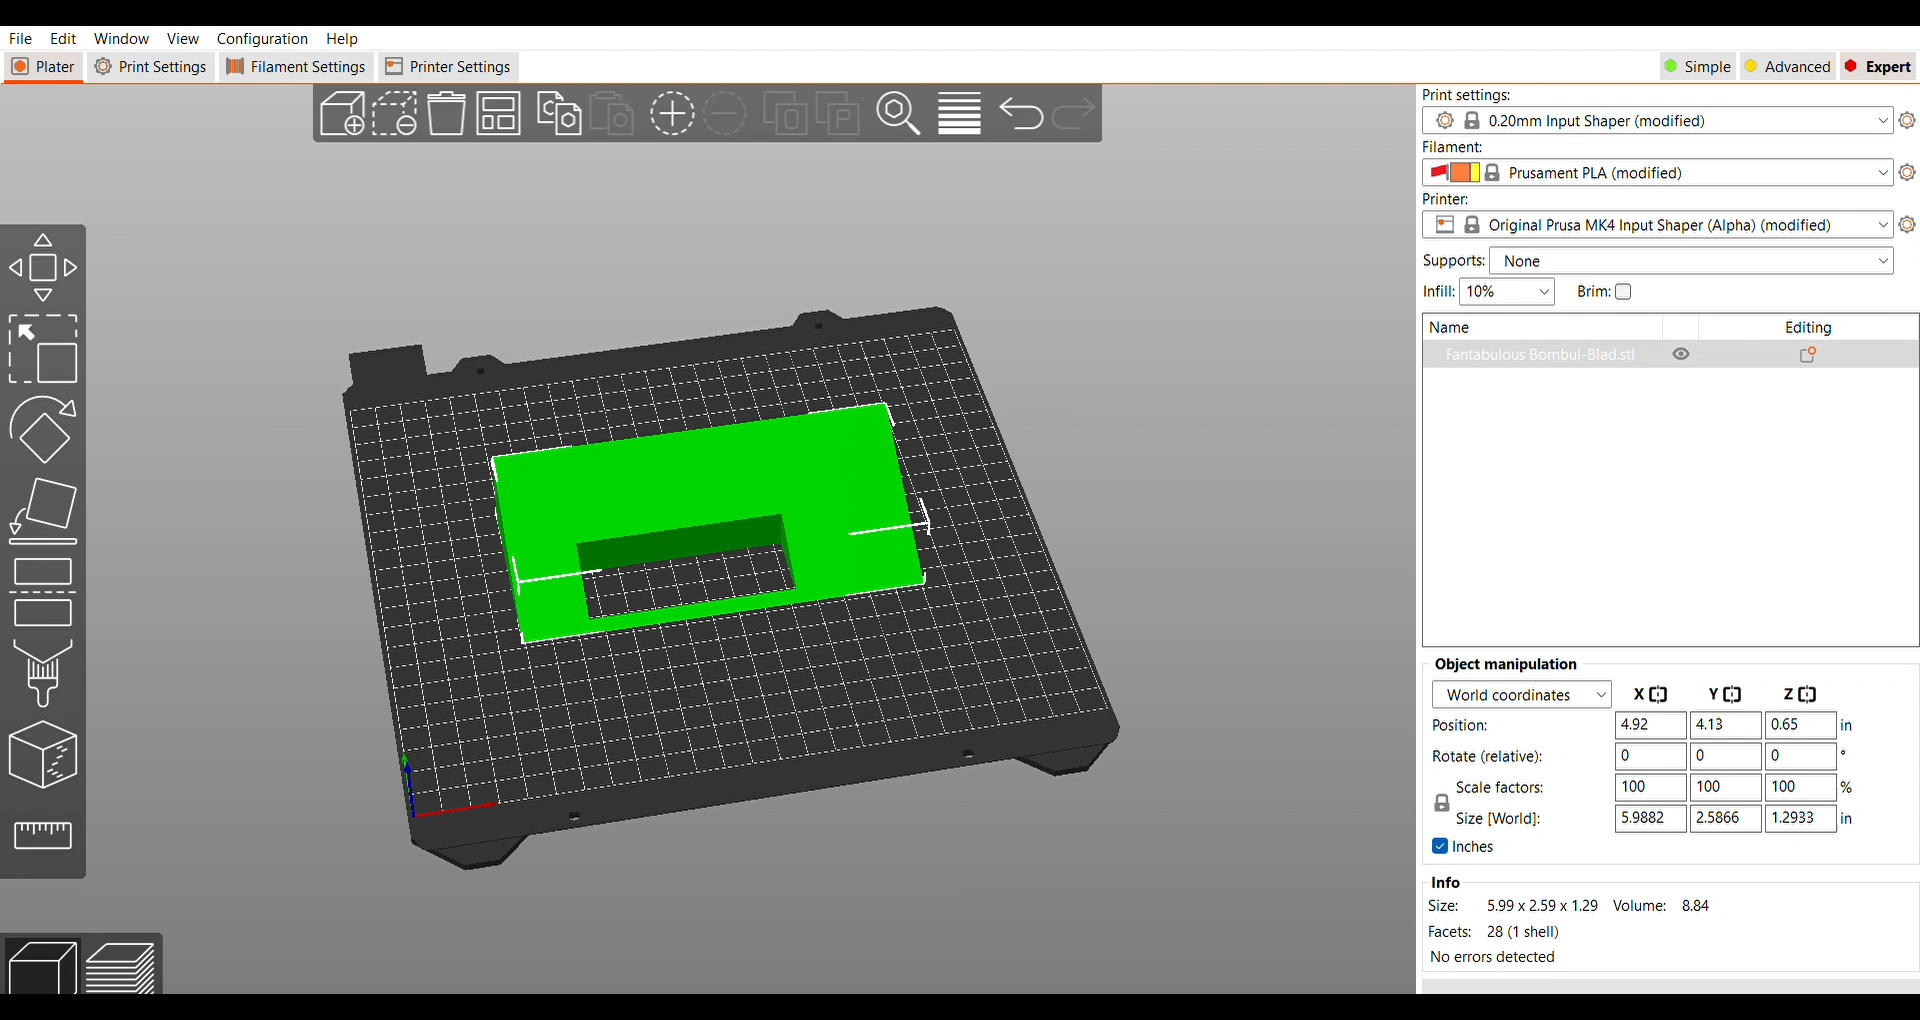 File Edit Window View Configuration Help
Plater Print Settings Filament Settings Printer Settings Simple Advanced Expert
Print settings:
0.20mm Input Shaper (modified)
Filament:
Prusament PLA (modified)
Printer:
Original Prusa MK4 Input Shaper (Alpha) (modified)
Supports: None
Infill: 10% Brim:
Name Editing
Fantabulous Bombul-Blad.stl
Object manipulation
World coordinates X Y Z
Position: 4.92 4.13 0.65 in
Rotate (relative): 0 0 0 °
Scale factors: 100 100 100 %
Size [World]: 5.9882 2.5866 1.2933 in
Inches
Info
Size: 5.99 x 2.59 x 1.29 Volume: 8.84
Facets: 28 (1 shell)
No errors detected